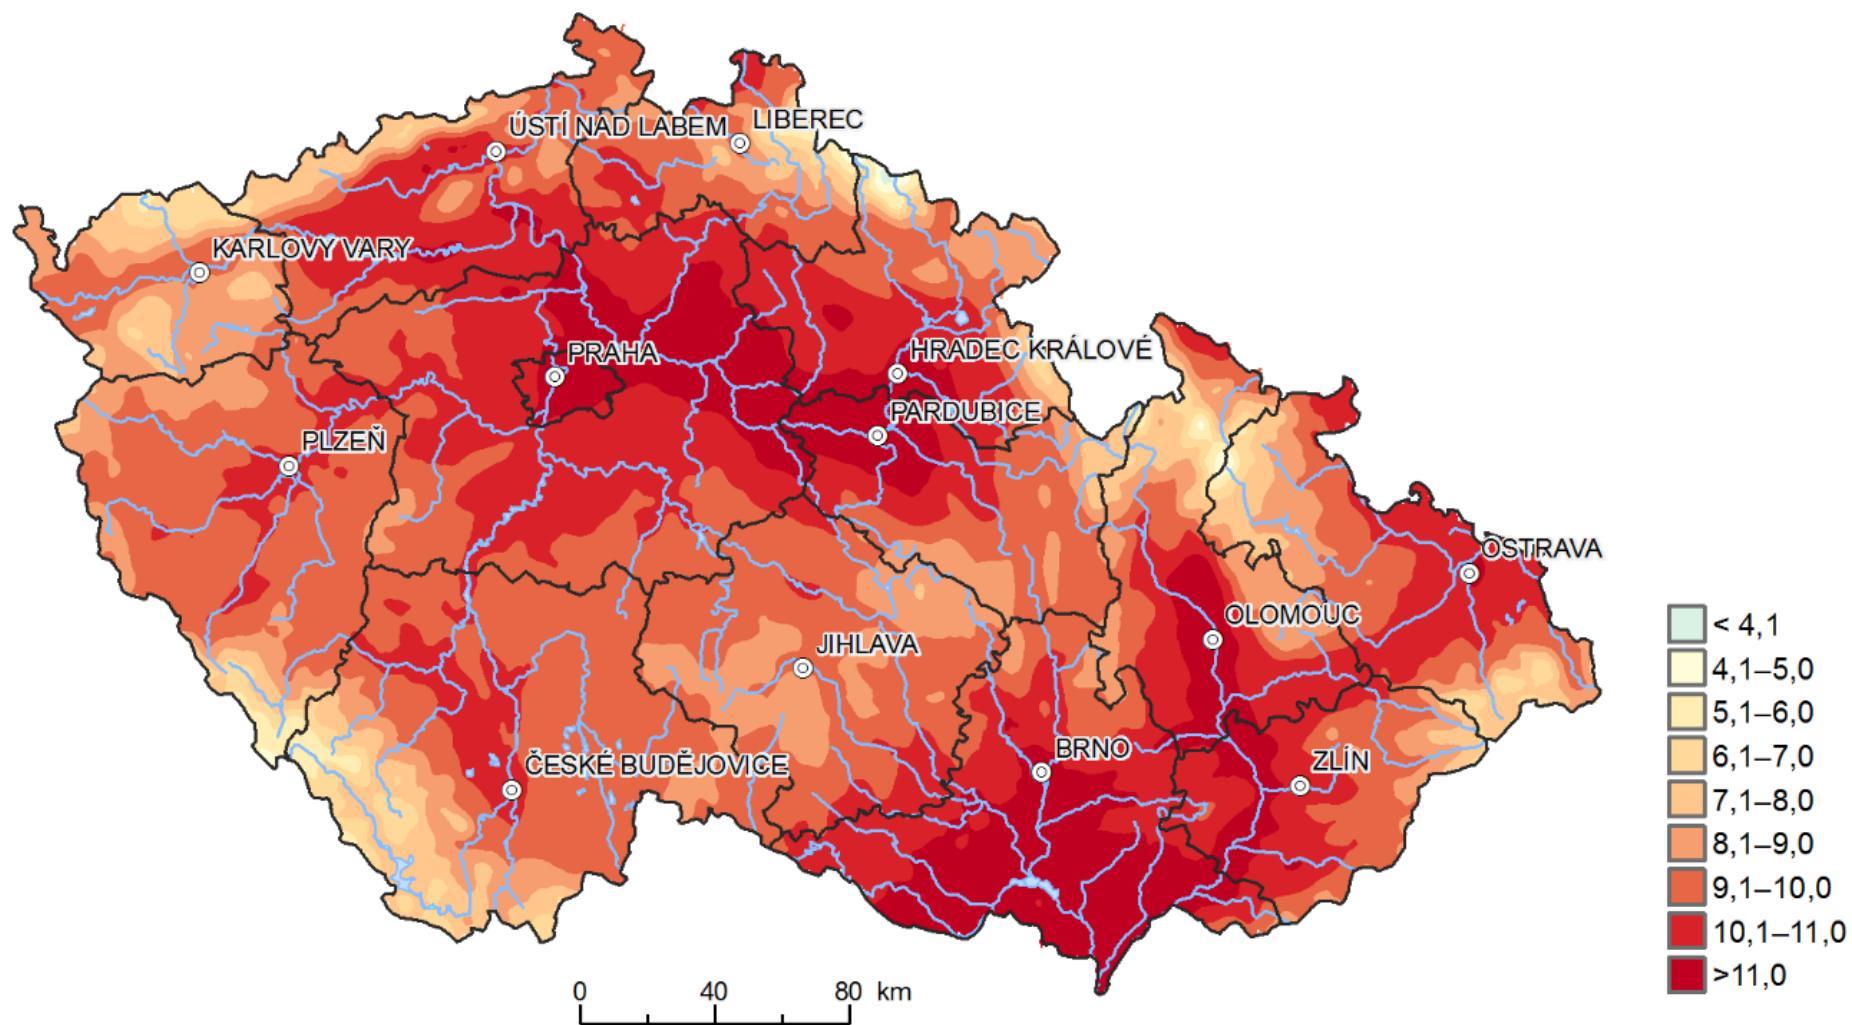 ÚSTÍ NAD LABEM
LIBEREC
KARLOVY VARY
PRAHA
HRADEC KRÁLOVÉ
PARDUBICE
PLZEŇ
OSTRAVA
OLOMOUC
JIHLAVA
BRNO
ZLÍN
ČESKÉ BUDĚJOVICE
< 4,1
4,1–5,0
5,1–6,0
6,1–7,0
7,1–8,0
8,1–9,0
9,1–10,0
10,1–11,0
>11,0
0 40 80 km